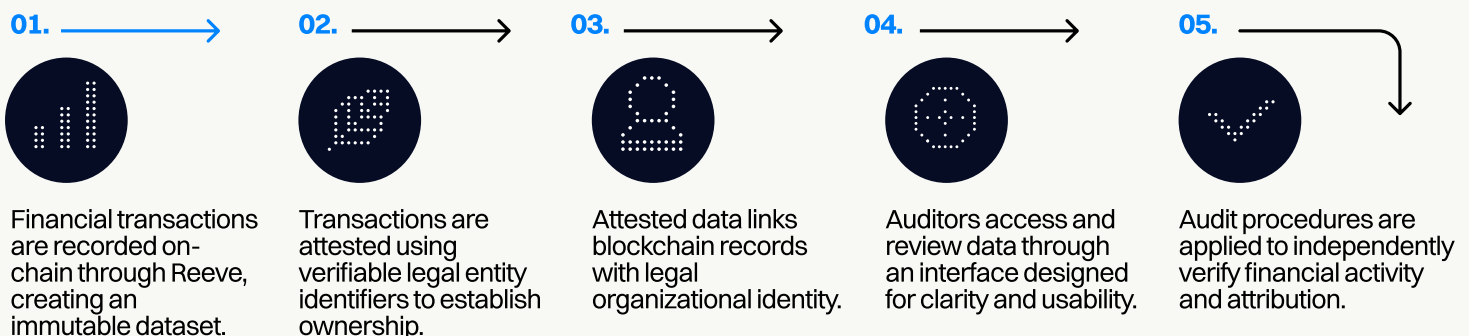 01.
Financial transactions
are recorded on-
chain through Reeve,
creating an
immutable dataset.
02.
Transactions are
attested using
verifiable legal entity
identifiers to establish
ownership.
03.
Attested data links
blockchain records
with legal
organizational identity.
04.
Auditors access and
review data through
an interface designed
for clarity and usability.
05.
Audit procedures are
applied to independently
verify financial activity
and attribution.